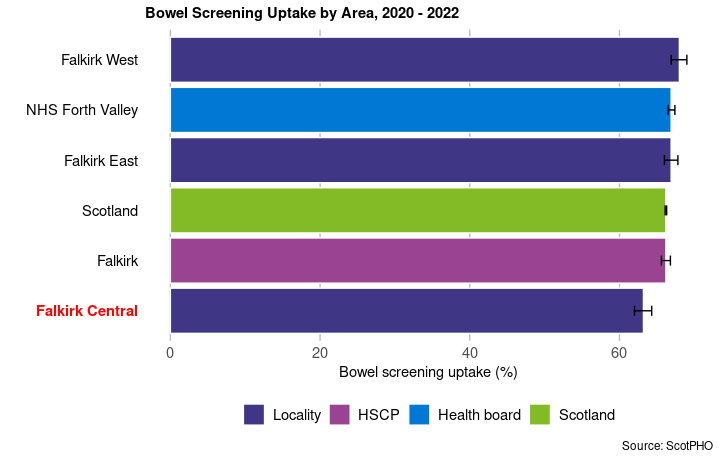 Bowel Screening Uptake by Area, 2020 - 2022
Falkirk West
NHS Forth Valley
Falkirk East
Scotland
Falkirk
Falkirk Central
0 20 40 60
Bowel screening uptake (%)
Locality HSCP Health board Scotland
Source: ScotPHO